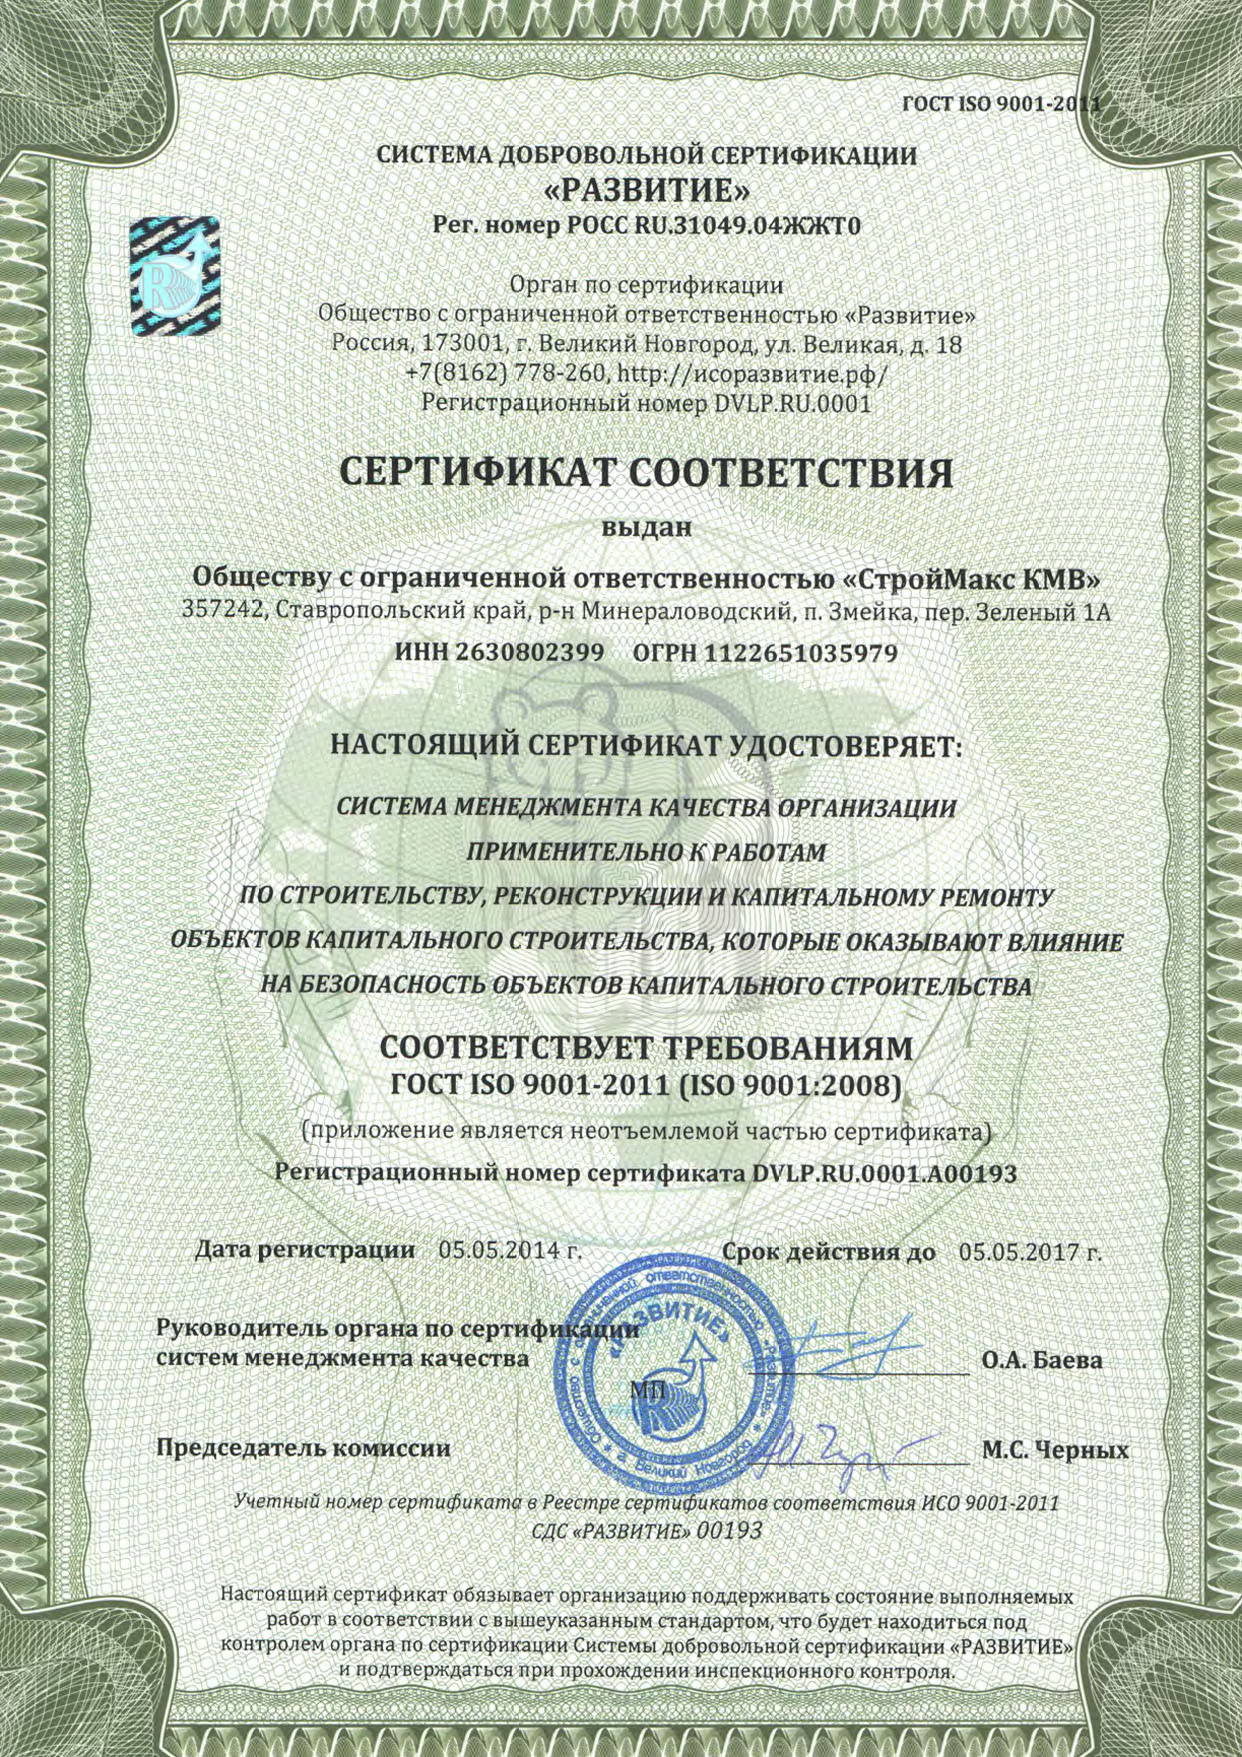 ГОСТ ISO 9001-2011
СИСТЕМА ДОБРОВОЛЬНОЙ СЕРТИФИКАЦИИ
«РАЗВИТИЕ»
Рег. номер РОСС RU.31049.04ЖЖТ0
Орган по сертификации
Общество с ограниченной ответственностью «Развитие»
Россия, 173001, г. Великий Новгород, ул. Великая, д. 18
+7(8162) 778-260, http://исоразвитие.рф/
Регистрационный номер DVLP.RU.0001
СЕРТИФИКАТ СООТВЕТСТВИЯ
выдан
Обществу с ограниченной ответственностью «СтройМакс КМВ»
357242, Ставропольский край, р-н Минераловодский, п. Змейка, пер. Зеленый 1А
ИНН 2630802399 ОГРН 1122651035979
НАСТОЯЩИЙ СЕРТИФИКАТ УДОСТОВЕРЯЕТ:
СИСТЕМА МЕНЕДЖМЕНТА КАЧЕСТВА ОРГАНИЗАЦИИ
ПРИМЕНИТЕЛЬНО К РАБОТАМ
ПО СТРОИТЕЛЬСТВУ, РЕКОНСТРУКЦИИ И КАПИТАЛЬНОМУ РЕМОНТУ
ОБЪЕКТОВ КАПИТАЛЬНОГО СТРОИТЕЛЬСТВА, КОТОРЫЕ ОКАЗЫВАЮТ ВЛИЯНИЕ
НА БЕЗОПАСНОСТЬ ОБЪЕКТОВ КАПИТАЛЬНОГО СТРОИТЕЛЬСТВА
СООТВЕТСТВУЕТ ТРЕБОВАНИЯМ
ГОСТ ISO 9001-2011 (ISO 9001:2008)
(приложение является неотъемлемой частью сертификата)
Регистрационный номер сертификата DVLP.RU.0001.A00193
Дата регистрации 05.05.2014 г. Срок действия до 05.05.2017 г.
Руководитель органа по сертификации
систем менеджмента качества О.А. Баева
МП
«РАЗВИТИЕ»
Общество с ограниченной ответственностью «Развитие» * г. Великий Новгород *
Председатель комиссии М.С. Черных
Учетный номер сертификата в Реестре сертификатов соответствия ИСО 9001-2011
СДС «РАЗВИТИЕ» 00193
Настоящий сертификат обязывает организацию поддерживать состояние выполняемых
работ в соответствии с вышеуказанным стандартом, что будет находиться под
контролем органа по сертификации Системы добровольной сертификации «РАЗВИТИЕ»
и подтверждаться при прохождении инспекционного контроля.